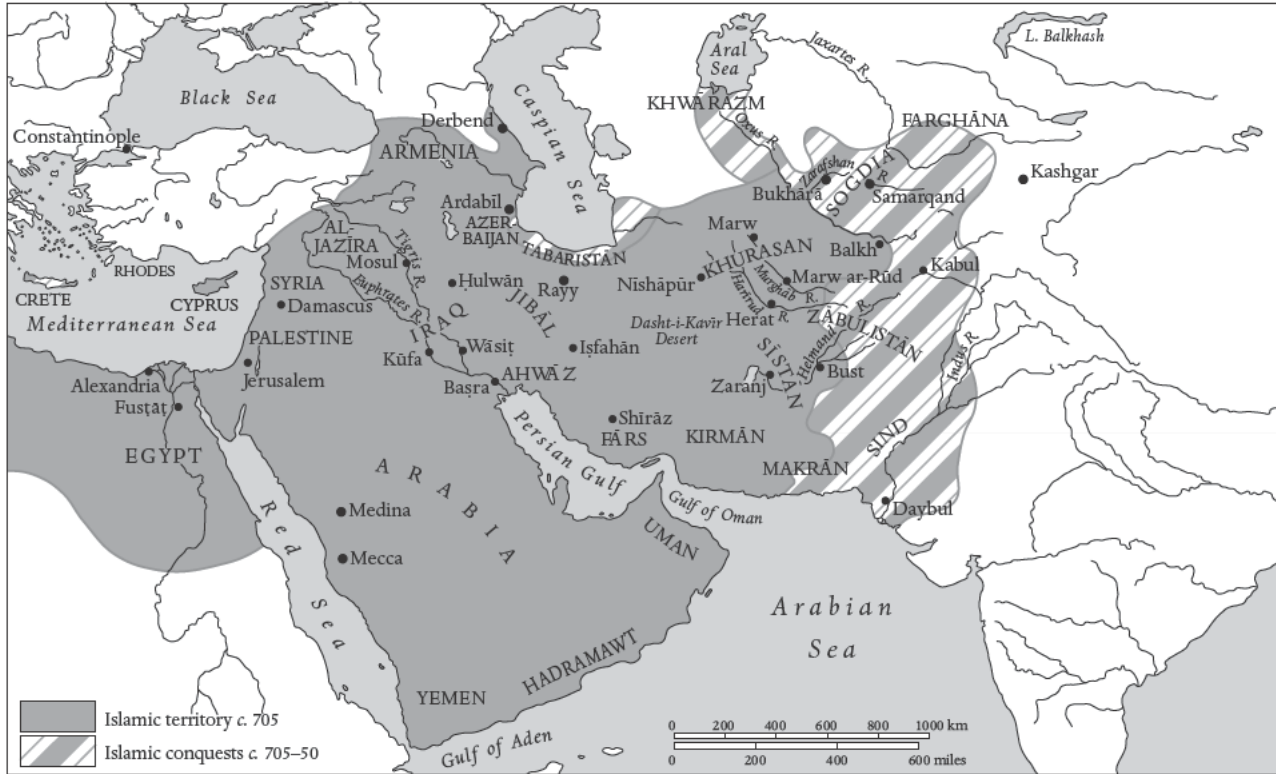 L. Balkhash
Aral
Sea
Jaxartes R.
Black Sea
Caspian
Sea
KHWĀRAZM
Oxus R.
FARGHĀNA
Derbend
Constantinople
ARMENIA
Zarafshan R.
SOGDIA
Kashgar
Bukhārā
Samarqand
Ardabīl
AZER-
BAIJAN
AL-
JAZĪRA
Mosul
Tigris R.
ṬABARISTĀN
Marw
KHURASAN
Balkh
Kabul
RHODES
CRETE
CYPRUS
SYRIA
Ḥulwān
Rayy
Nīshāpūr
Murghāb R.
Marw ar-Rūd
Harīrud R.
Herat
Mediterranean Sea
Damascus
Euphrates R.
IRAQ
JIBĀL
Dasht-i-Kavīr
Desert
ZĀBULISTĀN
Helmand R.
Indus R.
PALESTINE
Kūfa
Wāsiṭ
Iṣfahān
SĪSTĀN
Zaranj
Bust
Alexandria
Jerusalem
Baṣra
AHWĀZ
Fusṭāṭ
EGYPT
Persian Gulf
Shīrāz
FĀRS
KIRMĀN
SIND
MAKRĀN
ARABIA
Gulf of Oman
Daybul
Medina
UMAN
Red Sea
Mecca
Arabian
Sea
HADRAMAWT
YEMEN
Gulf of Aden
Islamic territory c. 705
Islamic conquests c. 705–50
0 200 400 600 800 1000 km
0 200 400 600 miles